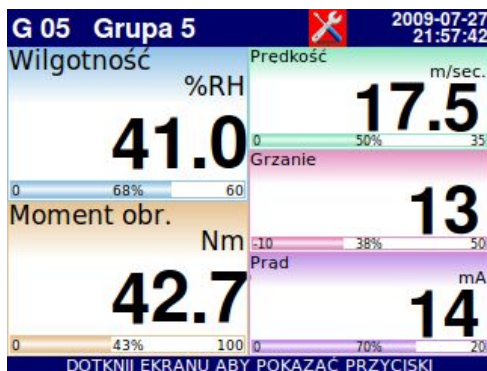 G 05 Grupa 5
2009-07-27
21:57:42
Wilgotność
%RH
41.0
0 68% 60
Prędkość
m/sec.
17.5
0 50% 35
Grzanie
13
-10 38% 50
Moment obr.
Nm
42.7
0 43% 100
Prąd
mA
14
0 70% 20
DOTKNIJ EKRANU ABY POKAZAĆ PRZYCISKI